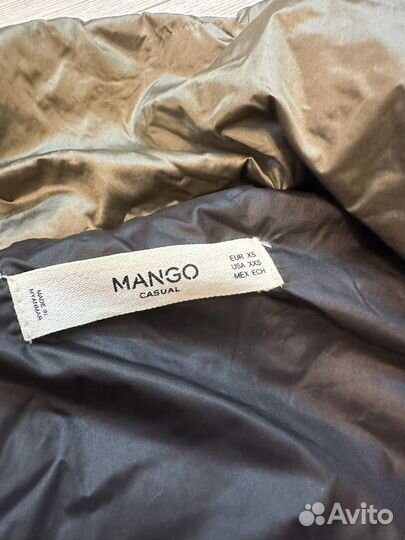 MANGO
CASUAL
EUR XS
USA XXS
MEX ECH
MADE IN
MYANMAR
Avito